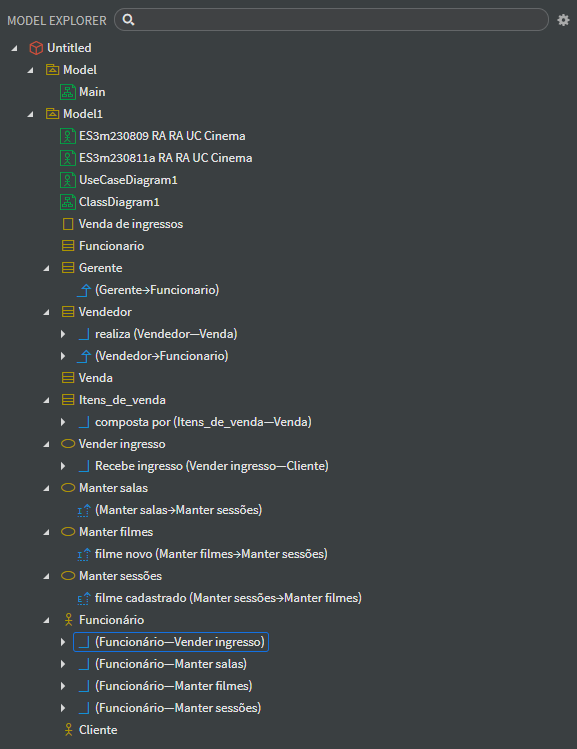 MODEL EXPLORER
Untitled
Model
Main
Model1
ES3m230809 RA RA UC Cinema
ES3m230811a RA RA UC Cinema
UseCaseDiagram1
ClassDiagram1
Venda de ingressos
Funcionario
Gerente
(Gerente→Funcionario)
Vendedor
realiza (Vendedor—Venda)
(Vendedor→Funcionario)
Venda
Itens_de_venda
composta por (Itens_de_venda—Venda)
Vender ingresso
Recebe ingresso (Vender ingresso—Cliente)
Manter salas
(Manter salas→Manter sessões)
Manter filmes
filme novo (Manter filmes→Manter sessões)
Manter sessões
filme cadastrado (Manter sessões→Manter filmes)
Funcionário
(Funcionário—Vender ingresso)
(Funcionário—Manter salas)
(Funcionário—Manter filmes)
(Funcionário—Manter sessões)
Cliente